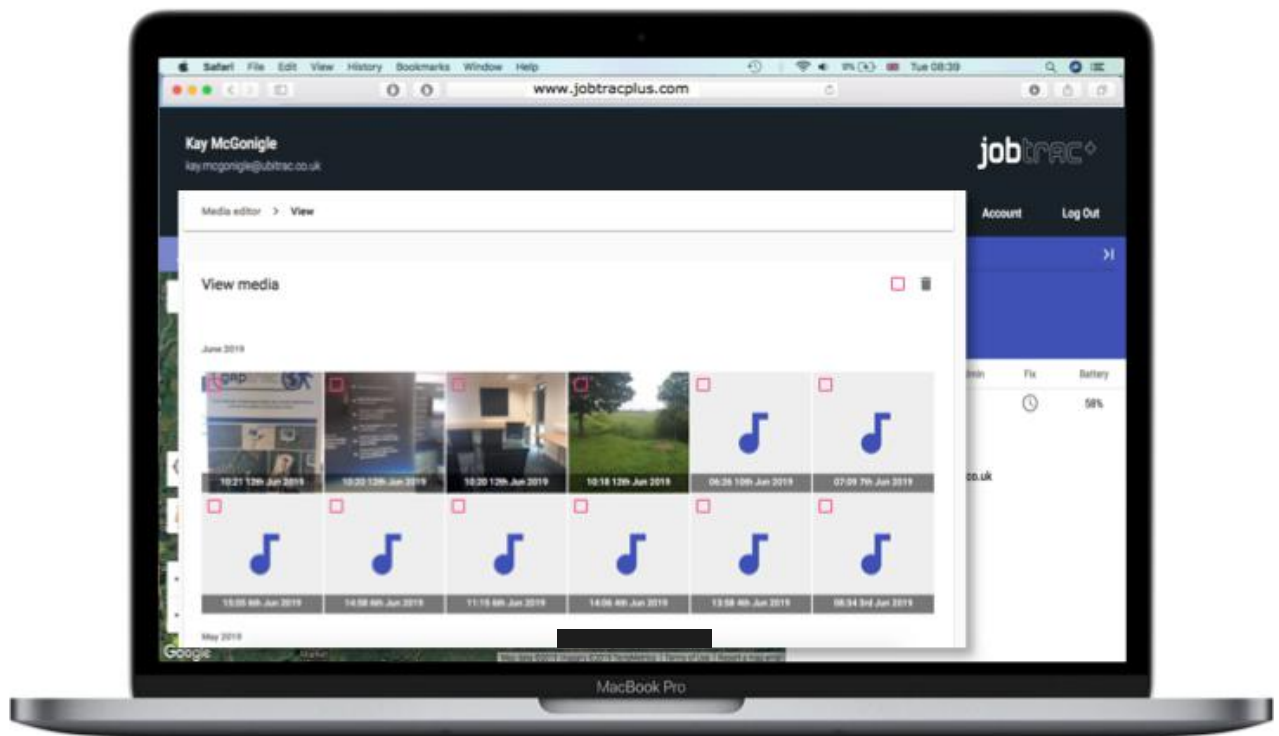 Safari File Edit View History Bookmarks Window Help
Tue 08:39
www.jobtracplus.com
Kay McGonigle
kay.mcgonigle@ubitrac.co.uk
jobtrac
Account Log Out
Media editor > View
View media
June 2019
10:21 12th Jun 2019 10:20 12th Jun 2019 10:20 12th Jun 2019 10:18 12th Jun 2019 06:26 10th Jun 2019 07:09 7th Jun 2019
15:05 6th Jun 2019 14:58 6th Jun 2019 11:15 6th Jun 2019 14:06 4th Jun 2019 13:58 4th Jun 2019 08:34 3rd Jun 2019
May 2019
Fix Battery
58%
co.uk
Google
MacBook Pro